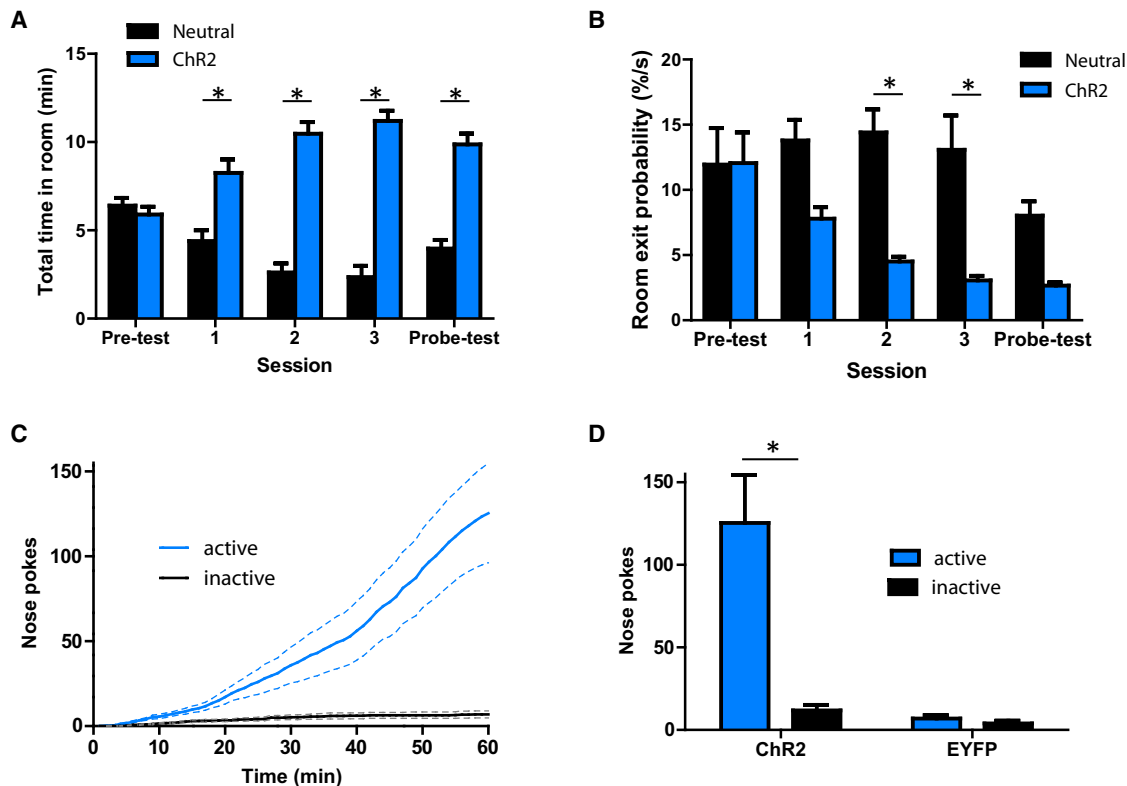 A
Neutral
ChR2
Total time in room (min)
15
10
5
0
* * * *
Pre-test 1 2 3 Probe-test
Session
B
Neutral
ChR2
Room exit probability (%/s)
20
15
10
5
0
* *
Pre-test 1 2 3 Probe-test
Session
C
Nose pokes
150
100
50
0
active
inactive
0 10 20 30 40 50 60
Time (min)
D
Nose pokes
150
100
50
0
*
active
inactive
ChR2 EYFP